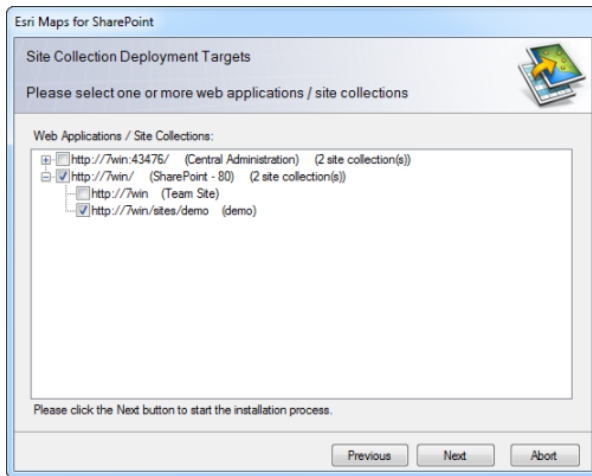 Esri Maps for SharePoint
Site Collection Deployment Targets
Please select one or more web applications / site collections
Web Applications / Site Collections:
http://7win:43476/ (Central Administration) (2 site collection(s))
http://7win/ (SharePoint - 80) (2 site collection(s))
http://7win (Team Site)
http://7win/sites/demo (demo)
Please click the Next button to start the installation process.
Previous Next Abort